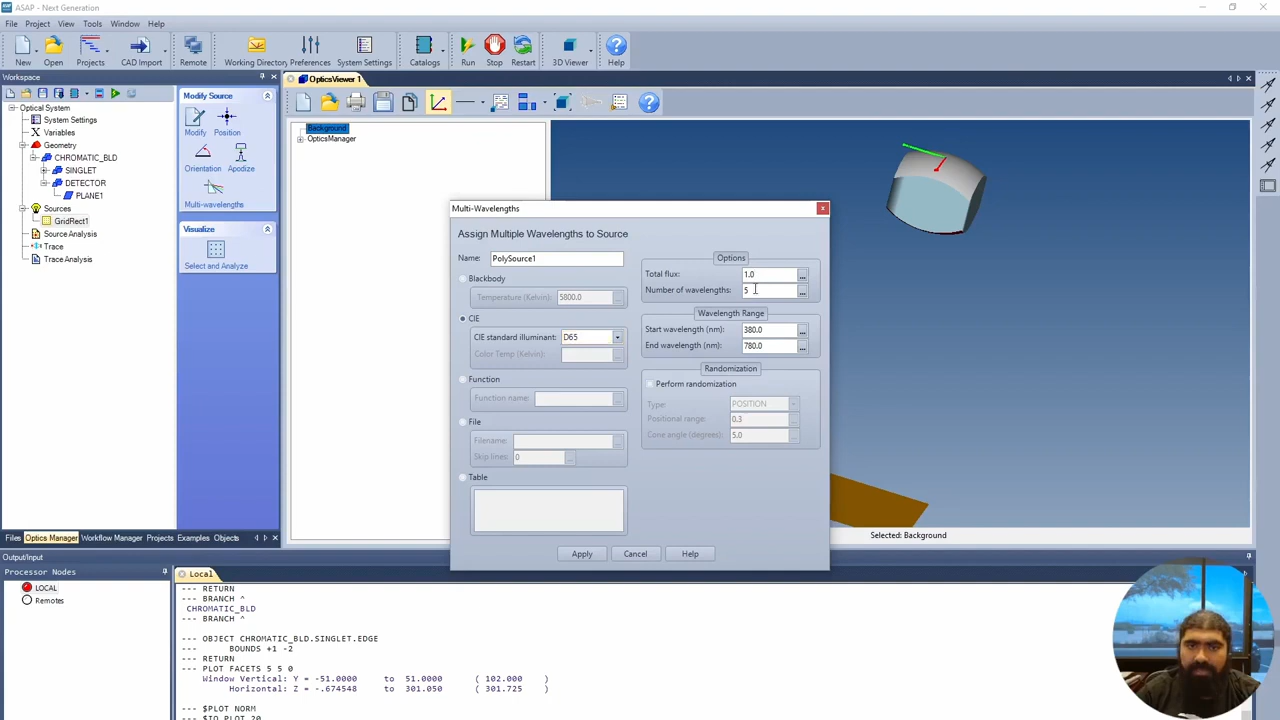 ASAP - Next Generation
File Project View Tools Window Help
New Open Projects CAD Import Remote Working Directory Preferences System Settings Catalogs Run Stop Restart 3D Viewer Help
Workspace
OpticsViewer 1
Optical System
System Settings
Variables
Geometry
CHROMATIC_BLD
SINGLET
DETECTOR
PLANE1
Sources
GridRect1
Source Analysis
Trace
Trace Analysis
Modify Source
Modify Position
Orientation Apodize
Multi-wavelengths
Visualize
Select and Analyze
Background
OpticsManager
Multi-Wavelengths
Assign Multiple Wavelengths to Source
Name: PolySource1
Blackbody
Temperature (Kelvin): 5800.0 ...
CIE
CIE standard illuminant: D65
Color Temp (Kelvin): ...
Function
Function name: ...
File
Filename: ...
Skip lines: 0 ...
Table
Options
Total flux: 1.0 ...
Number of wavelengths: 5 ...
Wavelength Range
Start wavelength (nm): 380.0 ...
End wavelength (nm): 780.0 ...
Randomization
Perform randomization
Type: POSITION
Positional range: 0.3 ...
Cone angle (degrees): 5.0 ...
Apply Cancel Help
Files Optics Manager Workflow Manager Projects Examples Objects
Selected: Background
Output/Input
Processor Nodes
LOCAL
Remotes
Local
--- RETURN
--- BRANCH ^
CHROMATIC_BLD
--- BRANCH ^
--- OBJECT CHROMATIC_BLD.SINGLET.EDGE
--- BOUNDS +1 -2
--- RETURN
--- PLOT FACETS 5 5 0
Window Vertical: Y = -51.0000 to 51.0000 ( 102.000 )
Horizontal: Z = -.674548 to 301.050 ( 301.725 )
--- $PLOT NORM
--- $IO PLOT 20